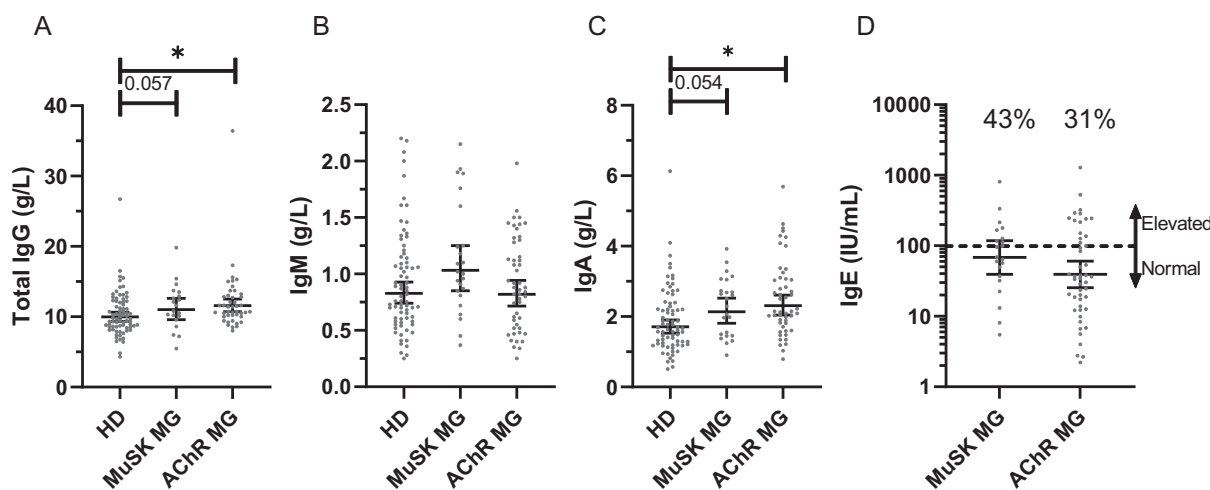 A
*
0.057
Total IgG (g/L)
40
30
20
10
0
HD
MuSK MG
AChR MG
B
IgM (g/L)
2.5
2.0
1.5
1.0
0.5
0.0
HD
MuSK MG
AChR MG
C
*
0.054
IgA (g/L)
8
6
4
2
0
HD
MuSK MG
AChR MG
D
43%
31%
IgE (IU/mL)
10000
1000
100
10
1
Elevated
Normal
MuSK MG
AChR MG